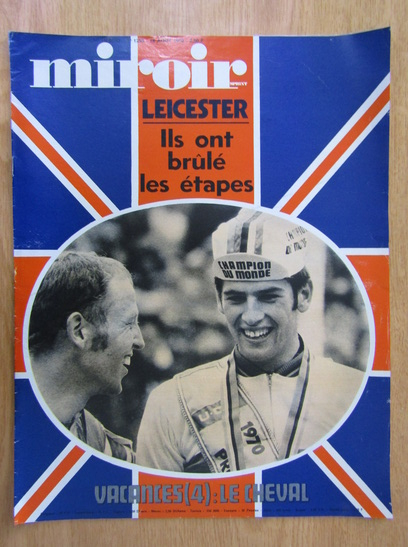 miroir
LEICESTER
Ils ont
brûlé
les étapes
CHAMPION
DU MONDE
1970
VACANCES(4):LE CHEVAL